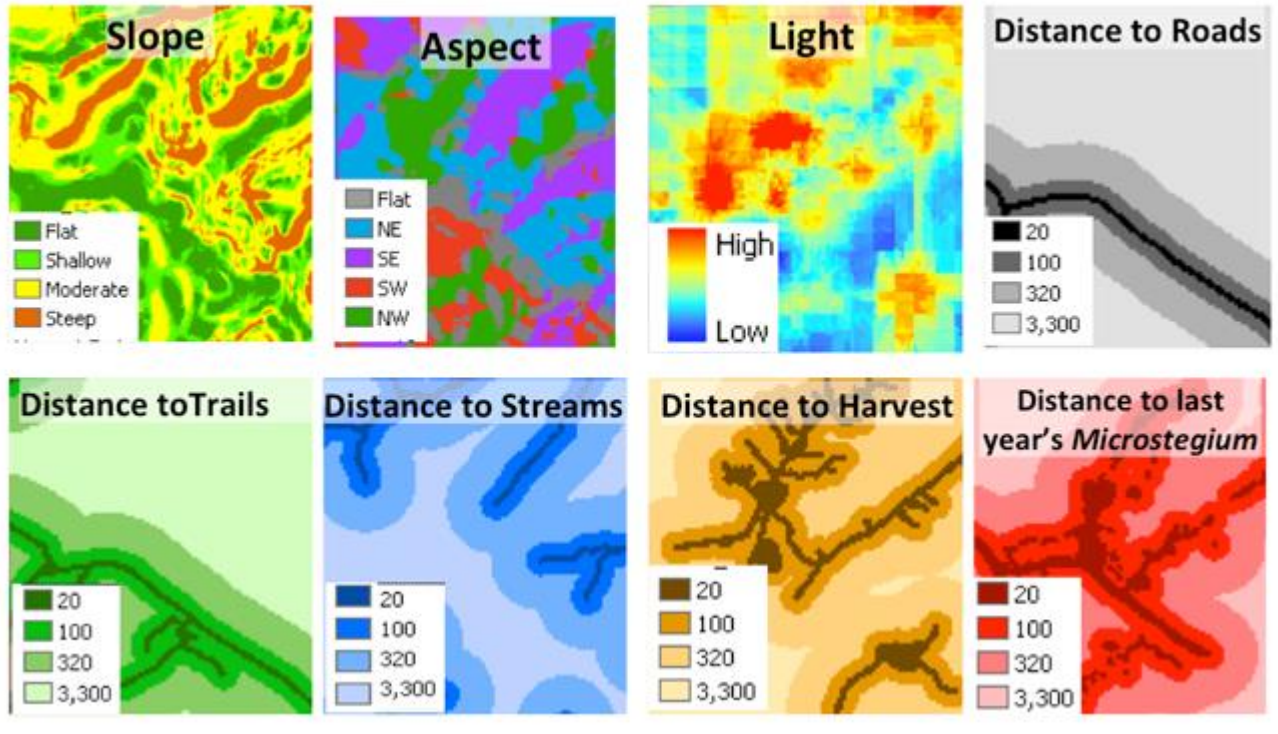 Slope
Flat
Shallow
Moderate
Steep
Aspect
Flat
NE
SE
SW
NW
Light
High
Low
Distance to Roads
20
100
320
3,300
Distance toTrails
20
100
320
3,300
Distance to Streams
20
100
320
3,300
Distance to Harvest
20
100
320
3,300
Distance to last
year's Microstegium
20
100
320
3,300